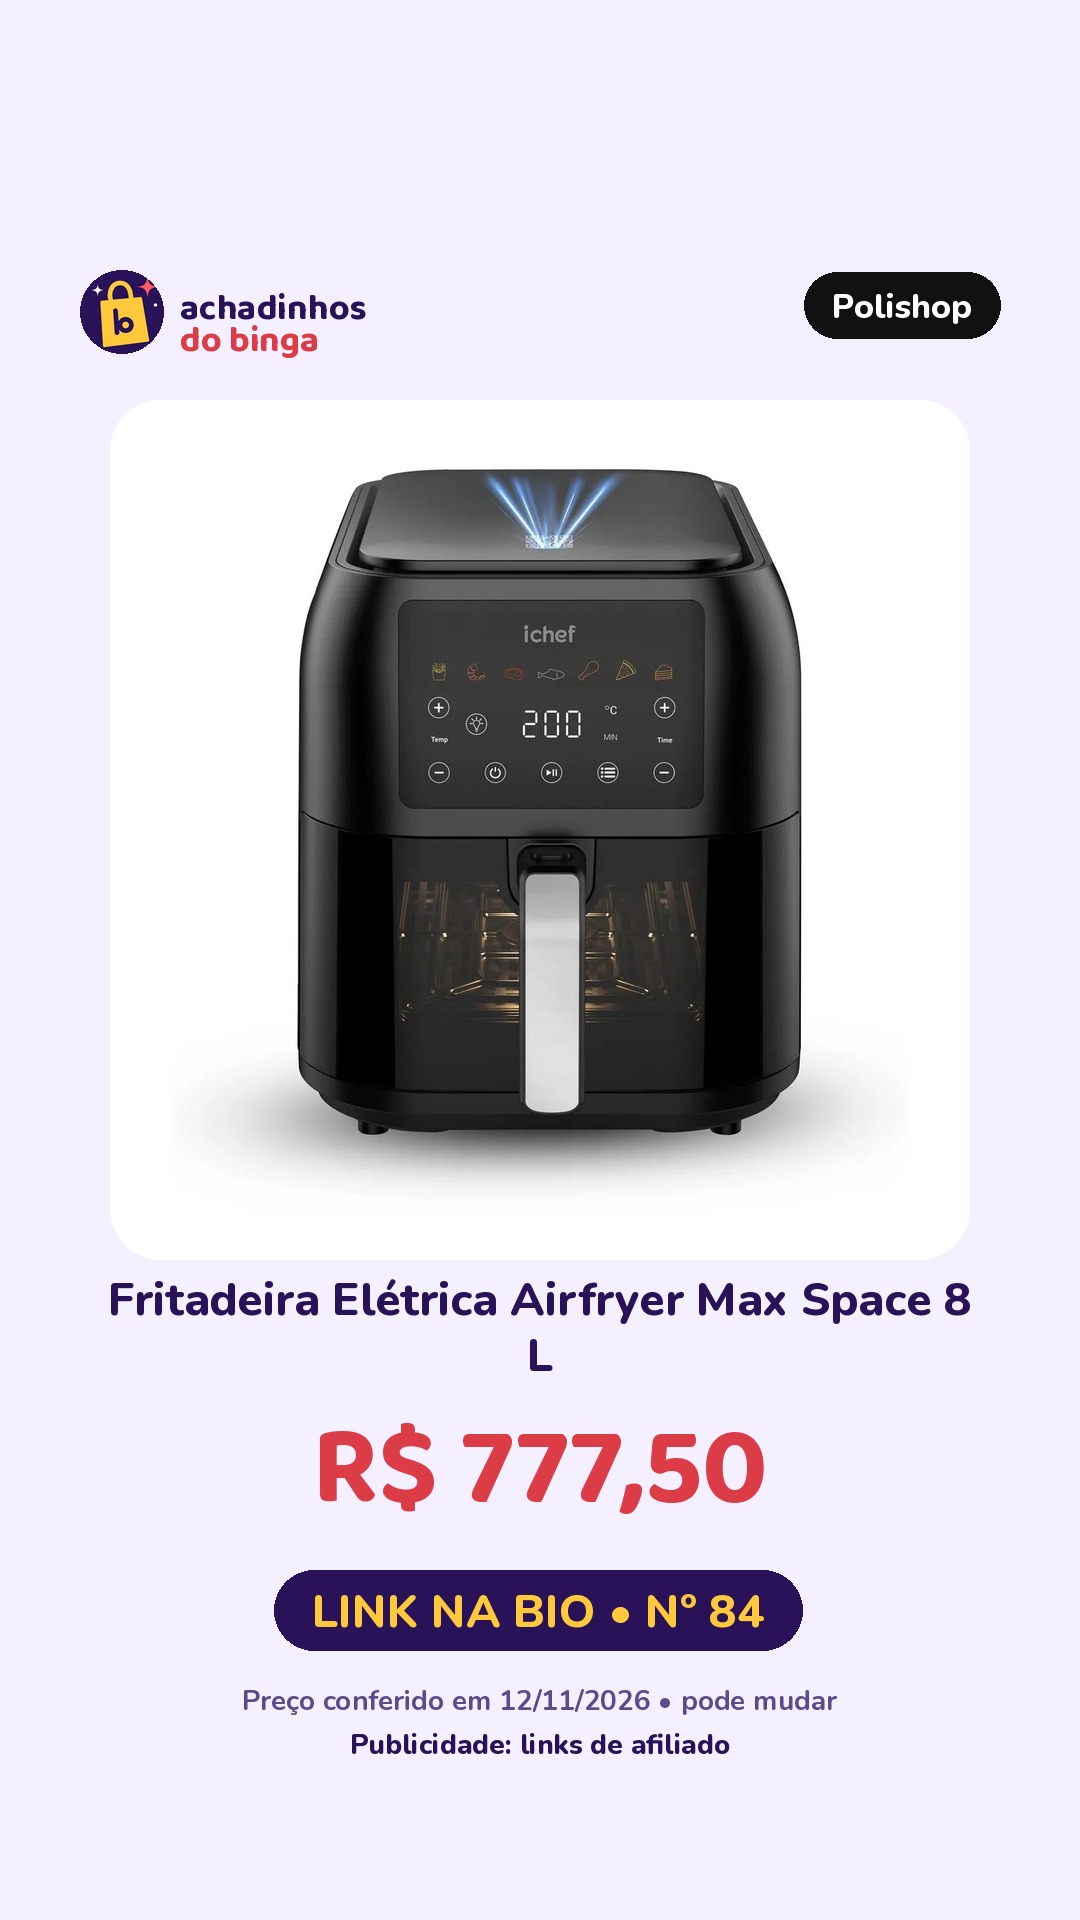 achadinhos
do binga
Polishop
ichef
200
°C
MIN
Temp
Time
Fritadeira Elétrica Airfryer Max Space 8
L
R$ 777,50
LINK NA BIO • Nº 84
Preço conferido em 12/11/2026 • pode mudar
Publicidade: links de afiliado